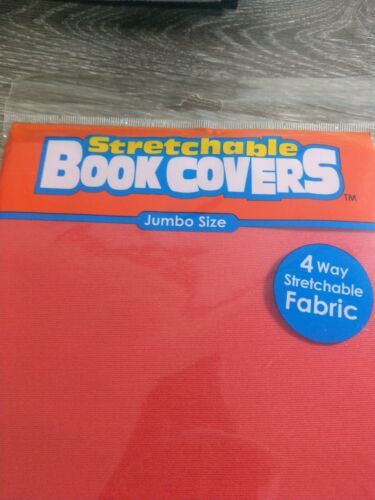 Stretchable
BOOK COVERS
TM
Jumbo Size
4 Way
Stretchable
Fabric